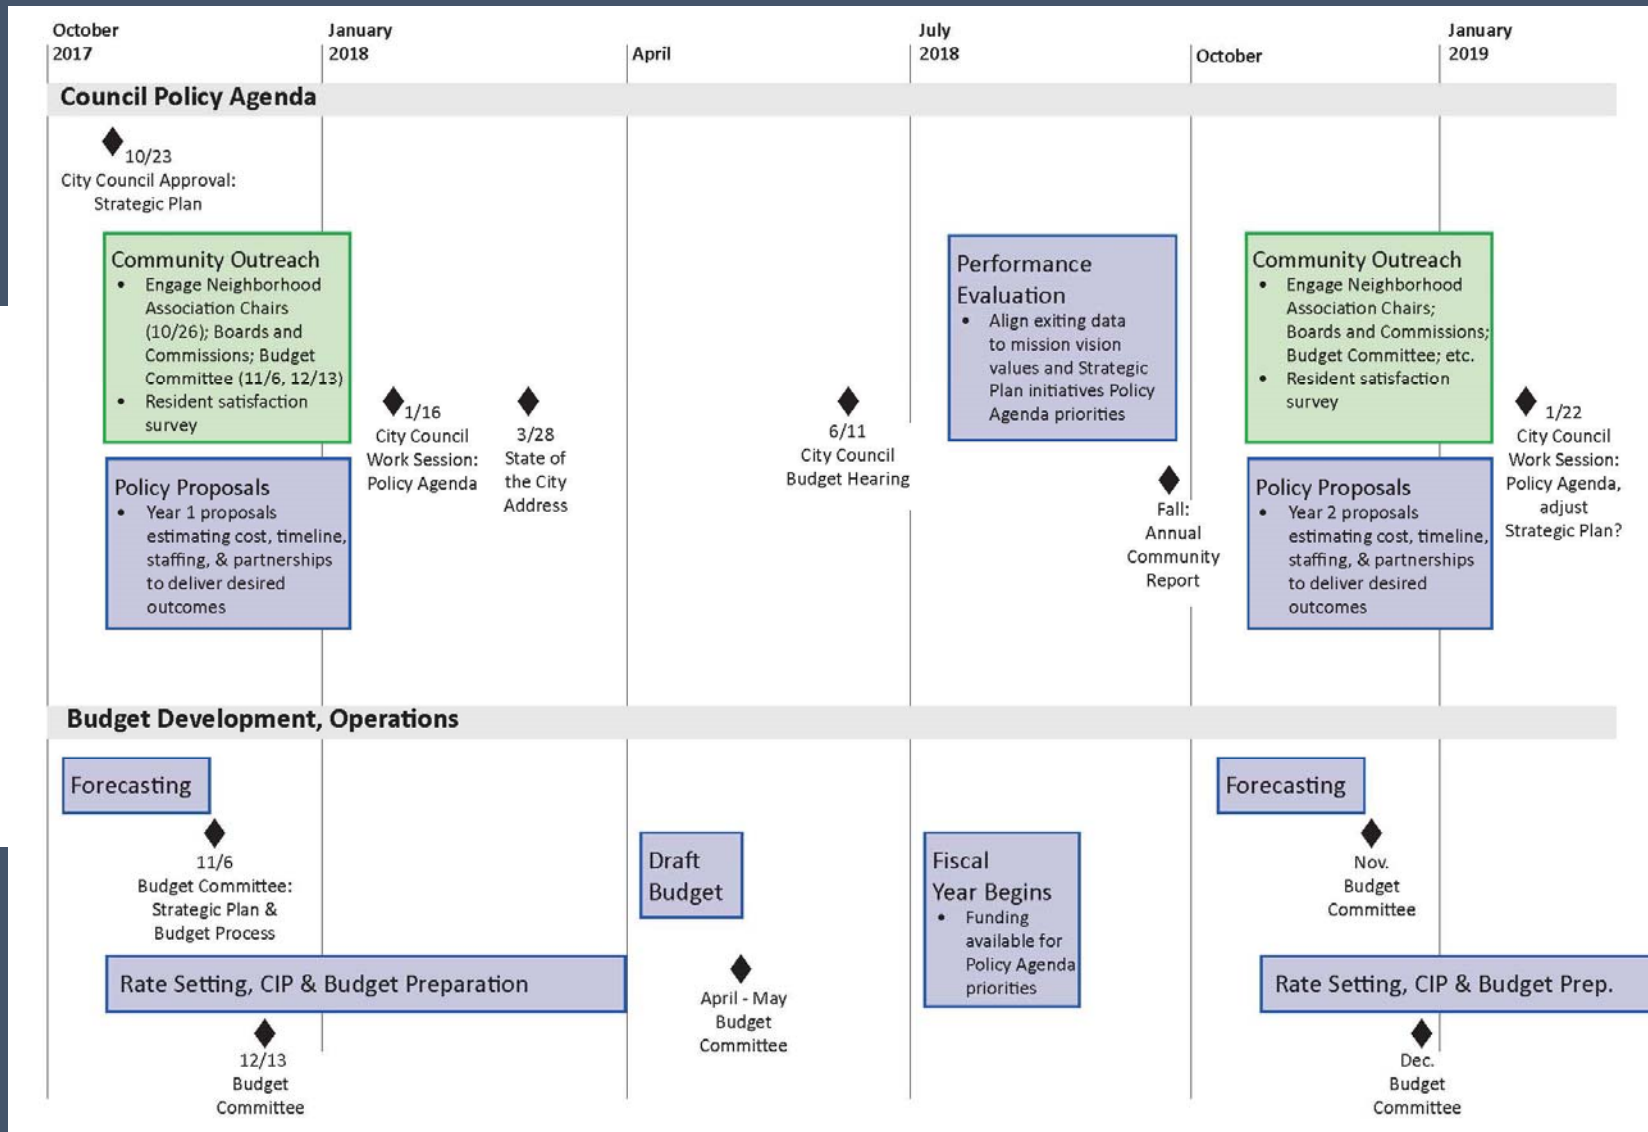 October
2017
January
2018
April
July
2018
October
January
2019
Council Policy Agenda
10/23
City Council Approval:
Strategic Plan
Community Outreach
• Engage Neighborhood
Association Chairs
(10/26); Boards and
Commissions; Budget
Committee (11/6, 12/13)
• Resident satisfaction
survey
Policy Proposals
• Year 1 proposals
estimating cost, timeline,
staffing, & partnerships
to deliver desired
outcomes
1/16
City Council
Work Session:
Policy Agenda
3/28
State of
the City
Address
6/11
City Council
Budget Hearing
Performance
Evaluation
• Align exiting data
to mission vision
values and Strategic
Plan initiatives Policy
Agenda priorities
Fall:
Annual
Community
Report
Community Outreach
• Engage Neighborhood
Association Chairs;
Boards and Commissions;
Budget Committee; etc.
• Resident satisfaction
survey
Policy Proposals
• Year 2 proposals
estimating cost, timeline,
staffing, & partnerships
to deliver desired
outcomes
1/22
City Council
Work Session:
Policy Agenda,
adjust
Strategic Plan?
Budget Development, Operations
Forecasting
11/6
Budget Committee:
Strategic Plan &
Budget Process
Rate Setting, CIP & Budget Preparation
12/13
Budget
Committee
Draft
Budget
April - May
Budget
Committee
Fiscal
Year Begins
• Funding
available for
Policy Agenda
priorities
Forecasting
Nov.
Budget
Committee
Rate Setting, CIP & Budget Prep.
Dec.
Budget
Committee